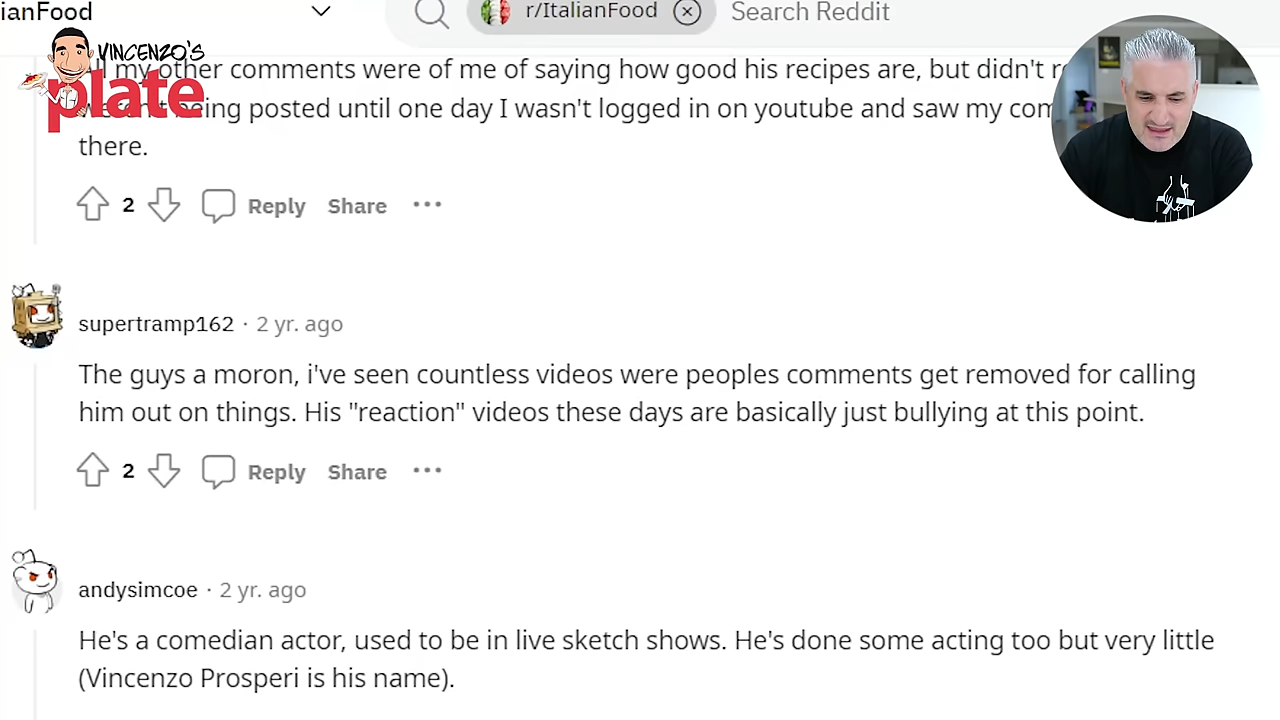 ianFood
r/ItalianFood
Search Reddit
VINCENZO'S
plate
my other comments were of me of saying how good his recipes are, but didn't
being posted until one day I wasn't logged in on youtube and saw my
there.
2
Reply
Share
supertramp162 · 2 yr. ago
The guys a moron, i've seen countless videos were peoples comments get removed for calling
him out on things. His "reaction" videos these days are basically just bullying at this point.
2
Reply
Share
andysimcoe · 2 yr. ago
He's a comedian actor, used to be in live sketch shows. He's done some acting too but very little
(Vincenzo Prosperi is his name).